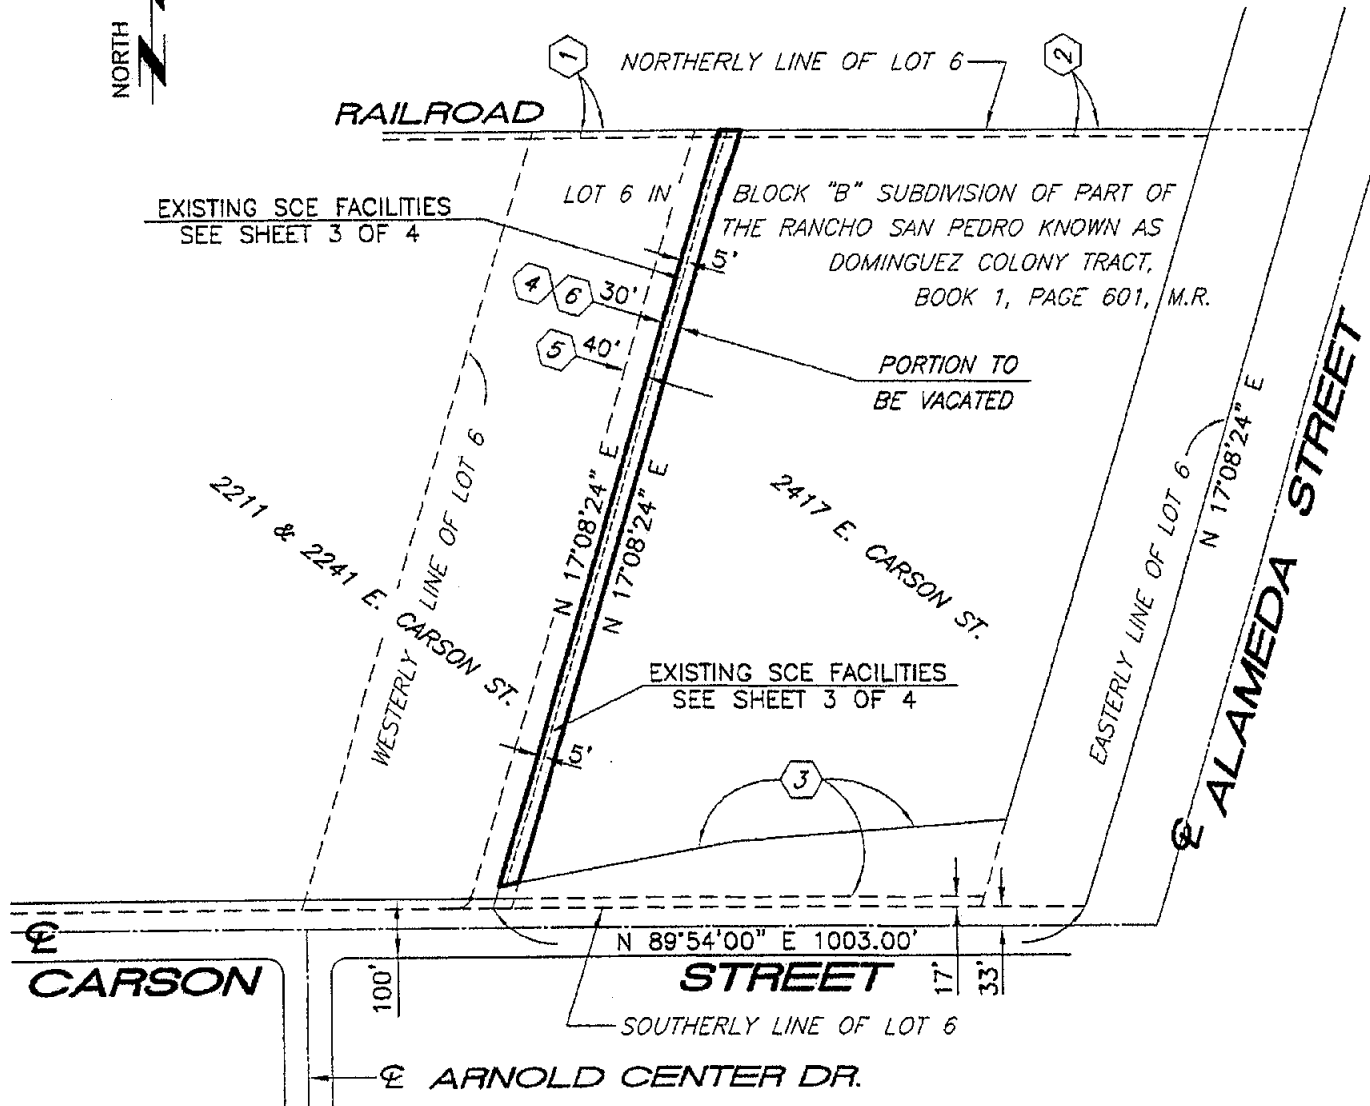 NORTH
1
NORTHERLY LINE OF LOT 6
2
RAILROAD
LOT 6 IN BLOCK "B" SUBDIVISION OF PART OF
THE RANCHO SAN PEDRO KNOWN AS
DOMINGUEZ COLONY TRACT,
BOOK 1, PAGE 601, M.R.
EXISTING SCE FACILITIES
SEE SHEET 3 OF 4
5'
4 6 30'
5 40'
PORTION TO
BE VACATED
WESTERLY LINE OF LOT 6
2211 & 2241 E. CARSON ST.
N 17°08'24" E
N 17°08'24" E
2417 E. CARSON ST.
EASTERLY LINE OF LOT 6
N 17°08'24" E
℄ ALAMEDA STREET
EXISTING SCE FACILITIES
SEE SHEET 3 OF 4
5'
3
℄
CARSON STREET
N 89°54'00" E 1003.00'
100'
17'
33'
SOUTHERLY LINE OF LOT 6
℄ ARNOLD CENTER DR.